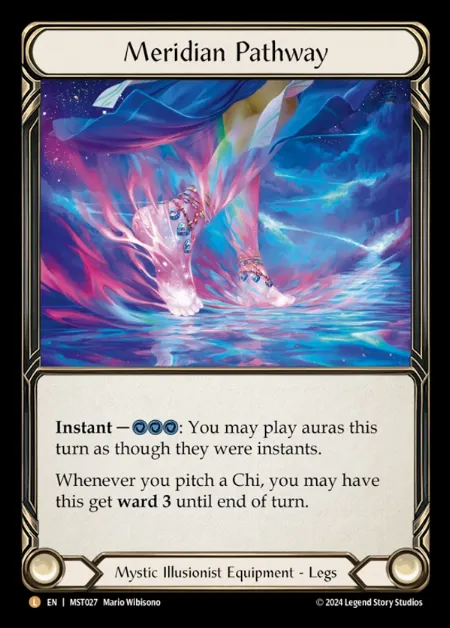 Meridian Pathway
Instant — : You may play auras this
turn as though they were instants.
Whenever you pitch a Chi, you may have
this get ward 3 until end of turn.
Mystic Illusionist Equipment - Legs
L EN | MST027 Mario Wibisono © 2024 Legend Story Studios